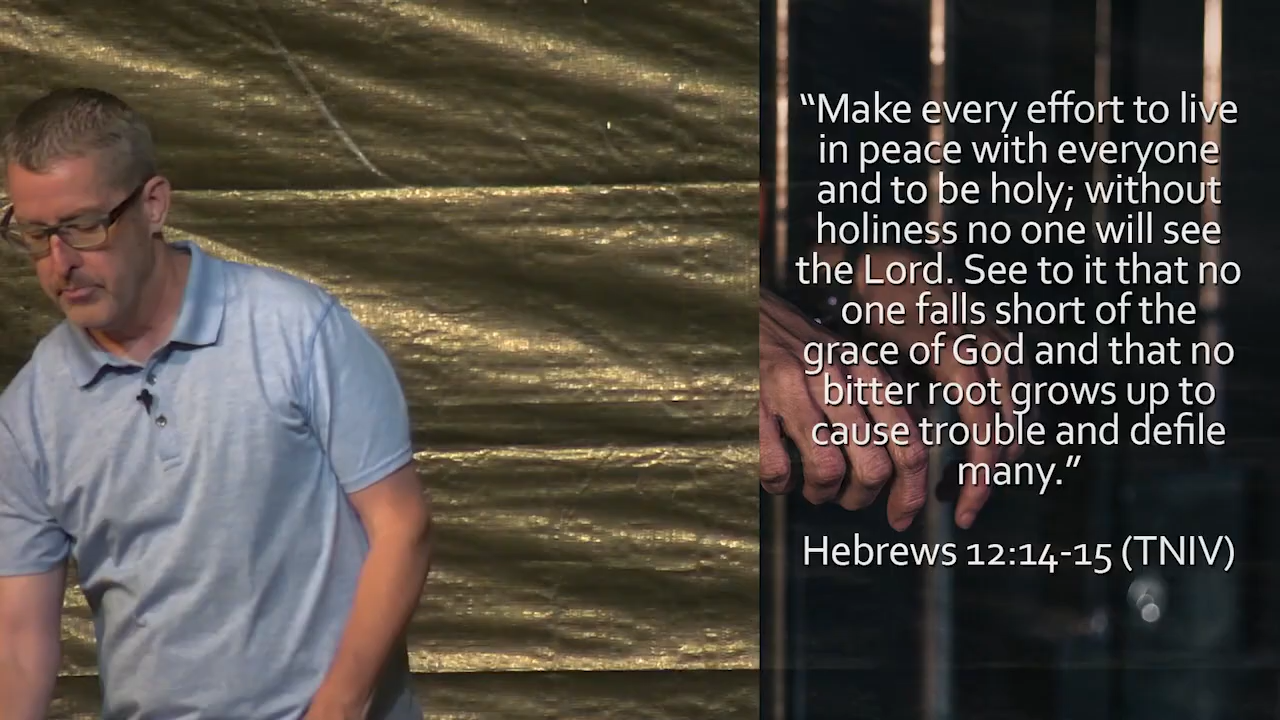 “Make every effort to live
in peace with everyone
and to be holy; without
holiness no one will see
the Lord. See to it that no
one falls short of the
grace of God and that no
bitter root grows up to
cause trouble and defile
many.”
Hebrews 12:14-15 (TNIV)